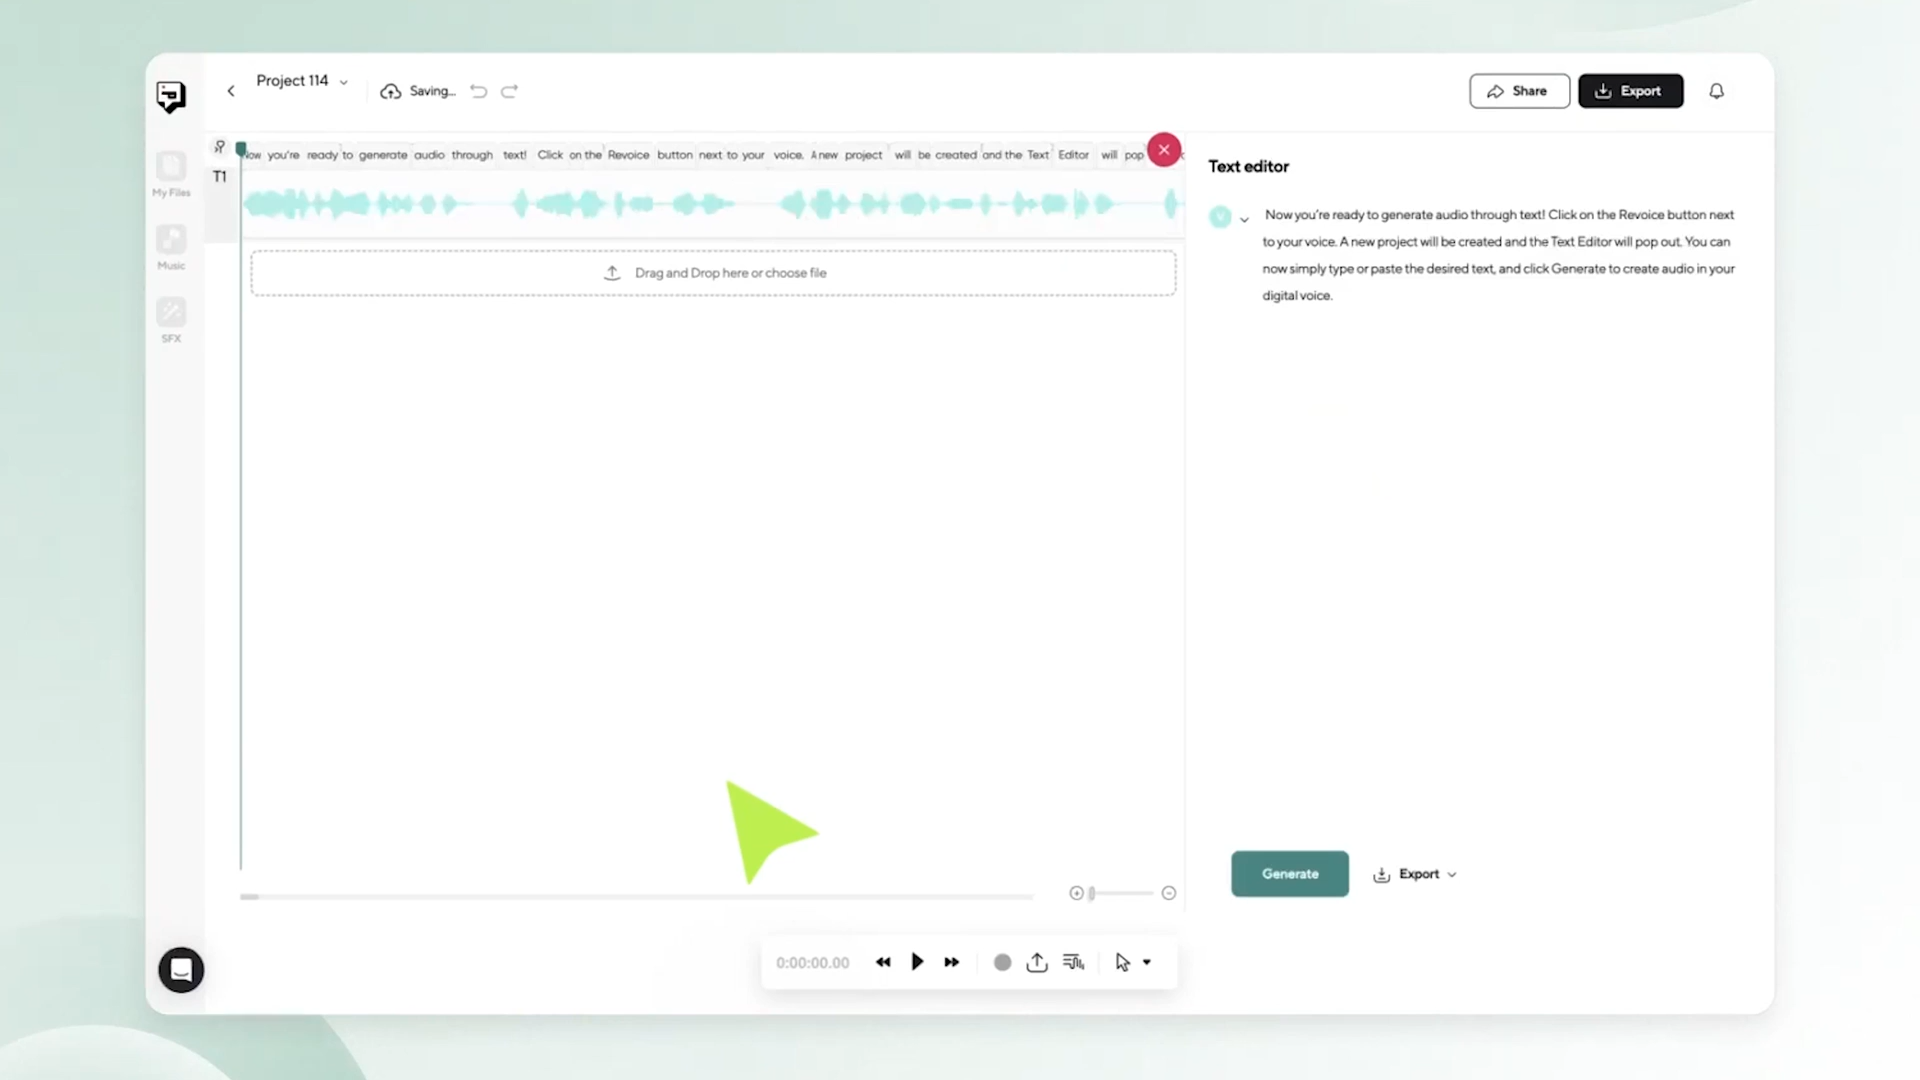 Project 114
Saving...
Share
Export
My Files
Music
SFX
T1
Now you're ready to generate audio through text! Click on the Revoice button next to your voice. A new project will be created and the Text Editor will pop
Drag and Drop here or choose file
Text editor
V
Now you're ready to generate audio through text! Click on the Revoice button next
to your voice. A new project will be created and the Text Editor will pop out. You can
now simply type or paste the desired text, and click Generate to create audio in your
digital voice.
Generate
Export
0:00:00.00